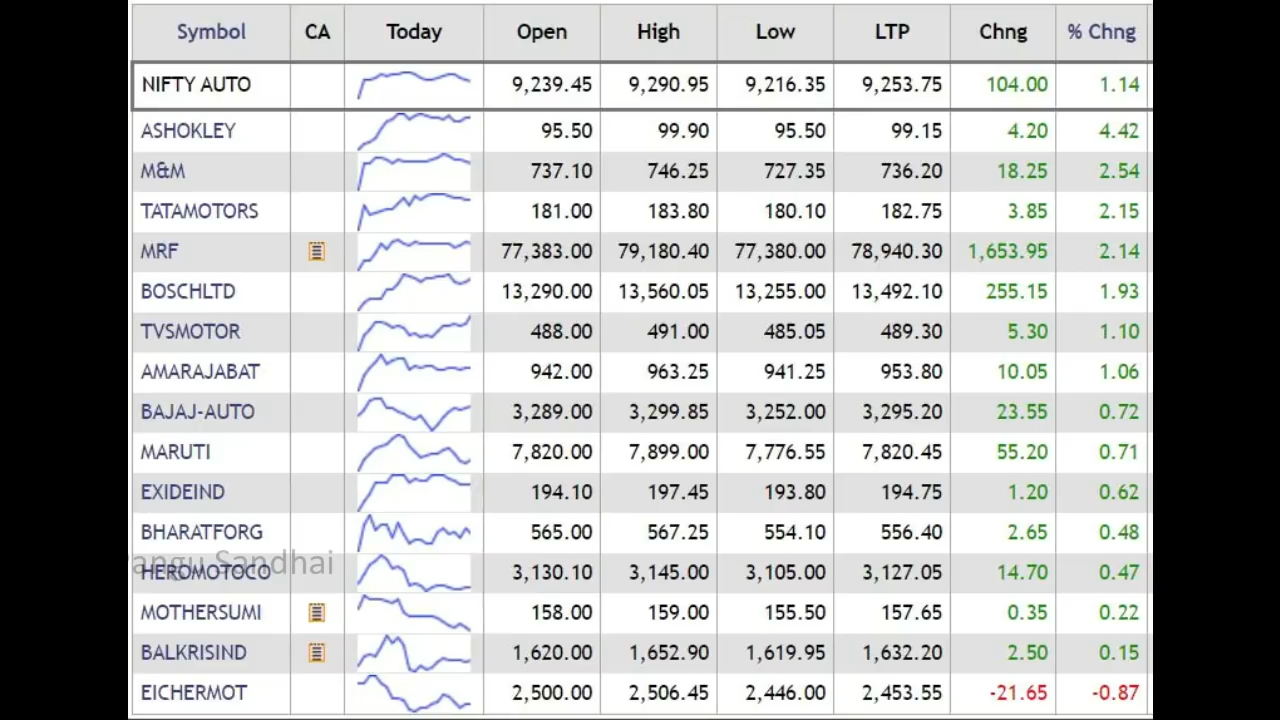 Symbol CA Today Open High Low LTP Chng % Chng
NIFTY AUTO 9,239.45 9,290.95 9,216.35 9,253.75 104.00 1.14
ASHOKLEY 95.50 99.90 95.50 99.15 4.20 4.42
M&M 737.10 746.25 727.35 736.20 18.25 2.54
TATAMOTORS 181.00 183.80 180.10 182.75 3.85 2.15
MRF 77,383.00 79,180.40 77,380.00 78,940.30 1,653.95 2.14
BOSCHLTD 13,290.00 13,560.05 13,255.00 13,492.10 255.15 1.93
TVSMOTOR 488.00 491.00 485.05 489.30 5.30 1.10
AMARAJABAT 942.00 963.25 941.25 953.80 10.05 1.06
BAJAJ-AUTO 3,289.00 3,299.85 3,252.00 3,295.20 23.55 0.72
MARUTI 7,820.00 7,899.00 7,776.55 7,820.45 55.20 0.71
EXIDEIND 194.10 197.45 193.80 194.75 1.20 0.62
BHARATFORG 565.00 567.25 554.10 556.40 2.65 0.48
Sandhai
HEROMOTOCO 3,130.10 3,145.00 3,105.00 3,127.05 14.70 0.47
MOTHERSUMI 158.00 159.00 155.50 157.65 0.35 0.22
BALKRISIND 1,620.00 1,652.90 1,619.95 1,632.20 2.50 0.15
EICHERMOT 2,500.00 2,506.45 2,446.00 2,453.55 -21.65 -0.87